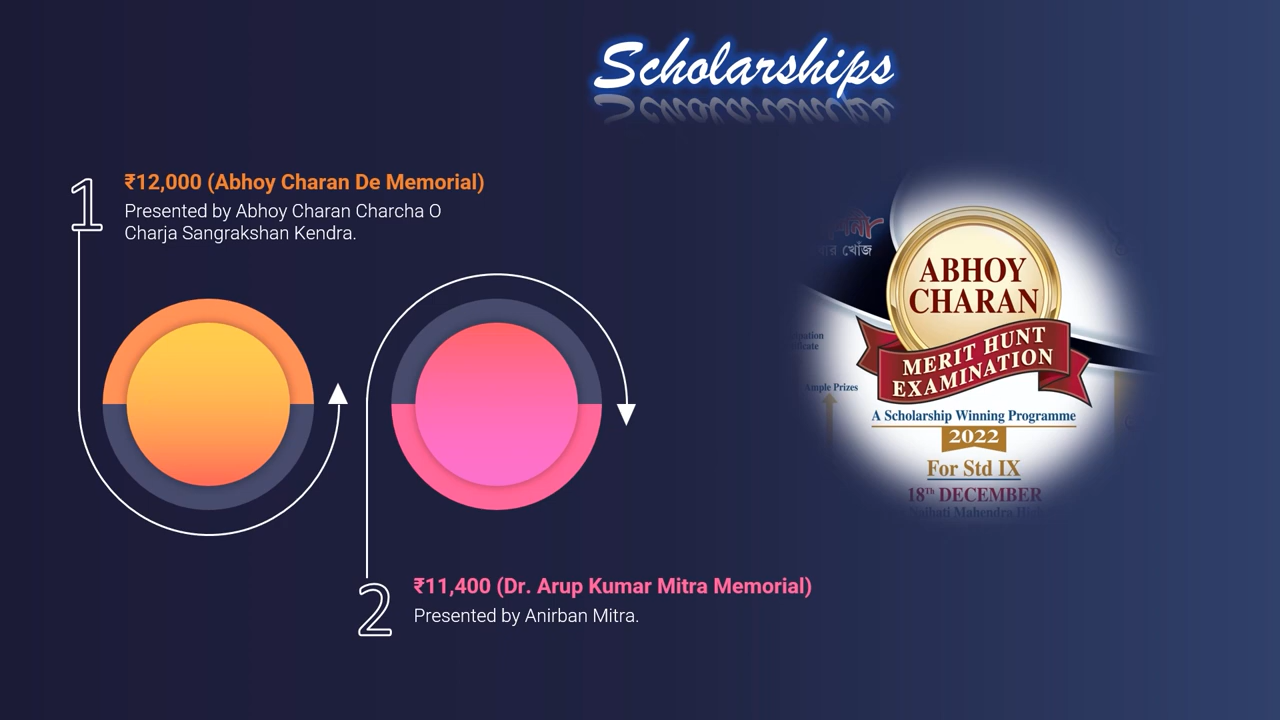 Scholarships
1
₹12,000 (Abhoy Charan De Memorial)
Presented by Abhoy Charan Charcha O
Charja Sangrakshan Kendra.
2
₹11,400 (Dr. Arup Kumar Mitra Memorial)
Presented by Anirban Mitra.
খোঁজ
ABHOY
CHARAN
MERIT HUNT
EXAMINATION
Ample Prizes
A Scholarship Winning Programme
2022
For Std IX
18Th DECEMBER
Naihati Mahendra